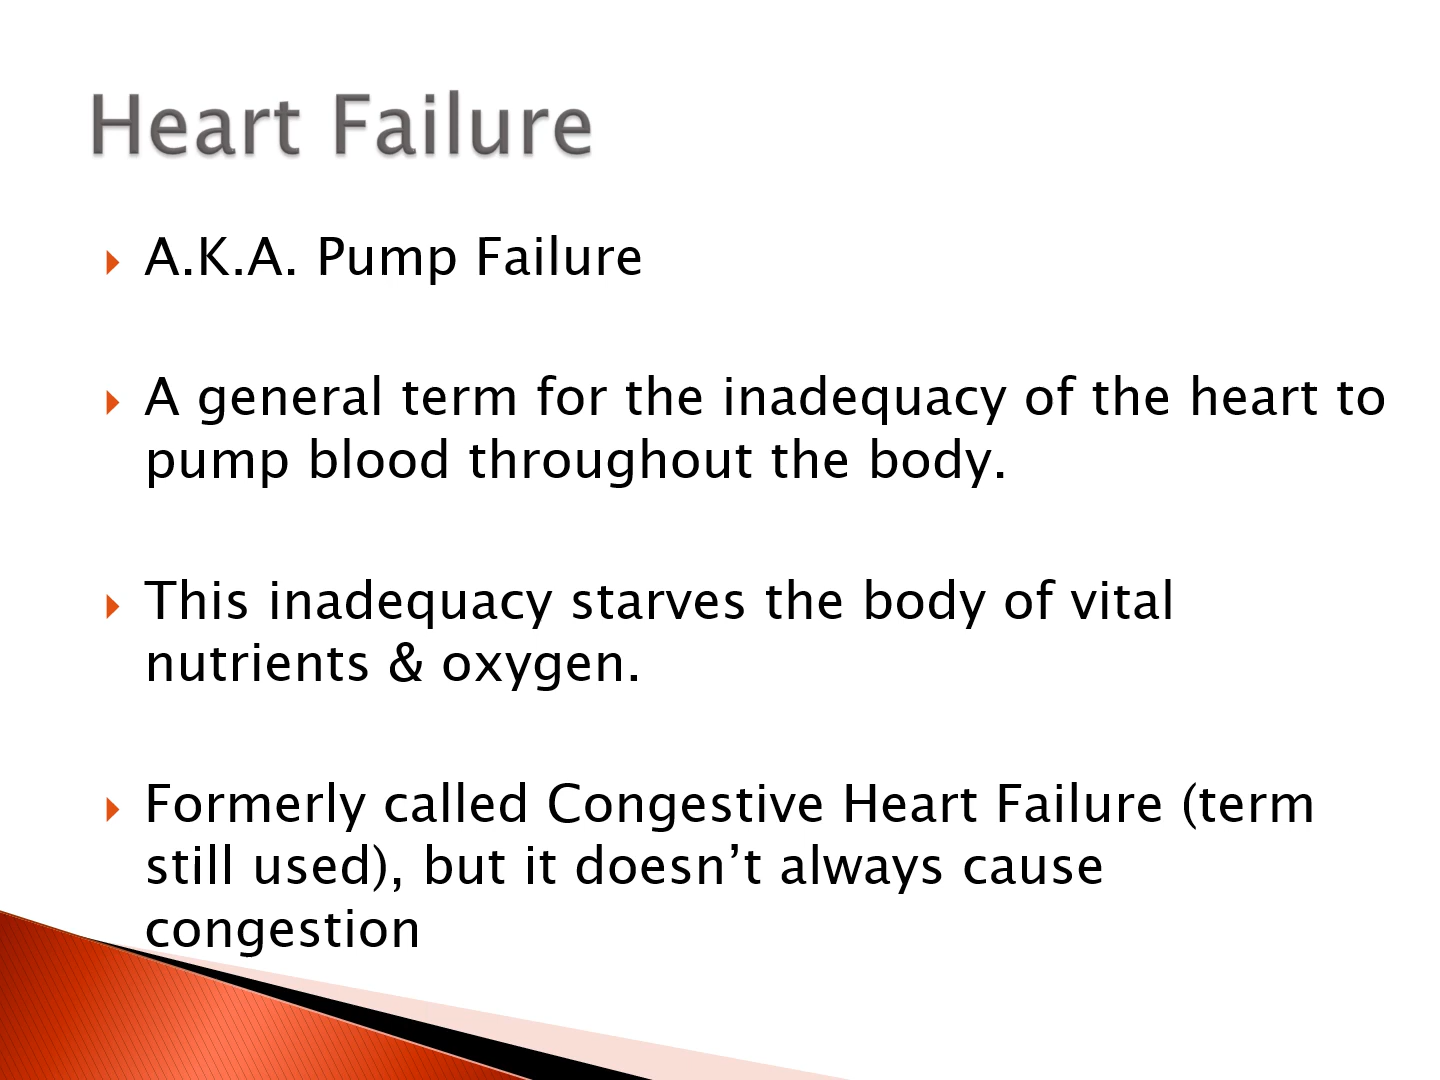 Heart Failure
A.K.A. Pump Failure
A general term for the inadequacy of the heart to
pump blood throughout the body.
This inadequacy starves the body of vital
nutrients & oxygen.
Formerly called Congestive Heart Failure (term
still used), but it doesn’t always cause
congestion